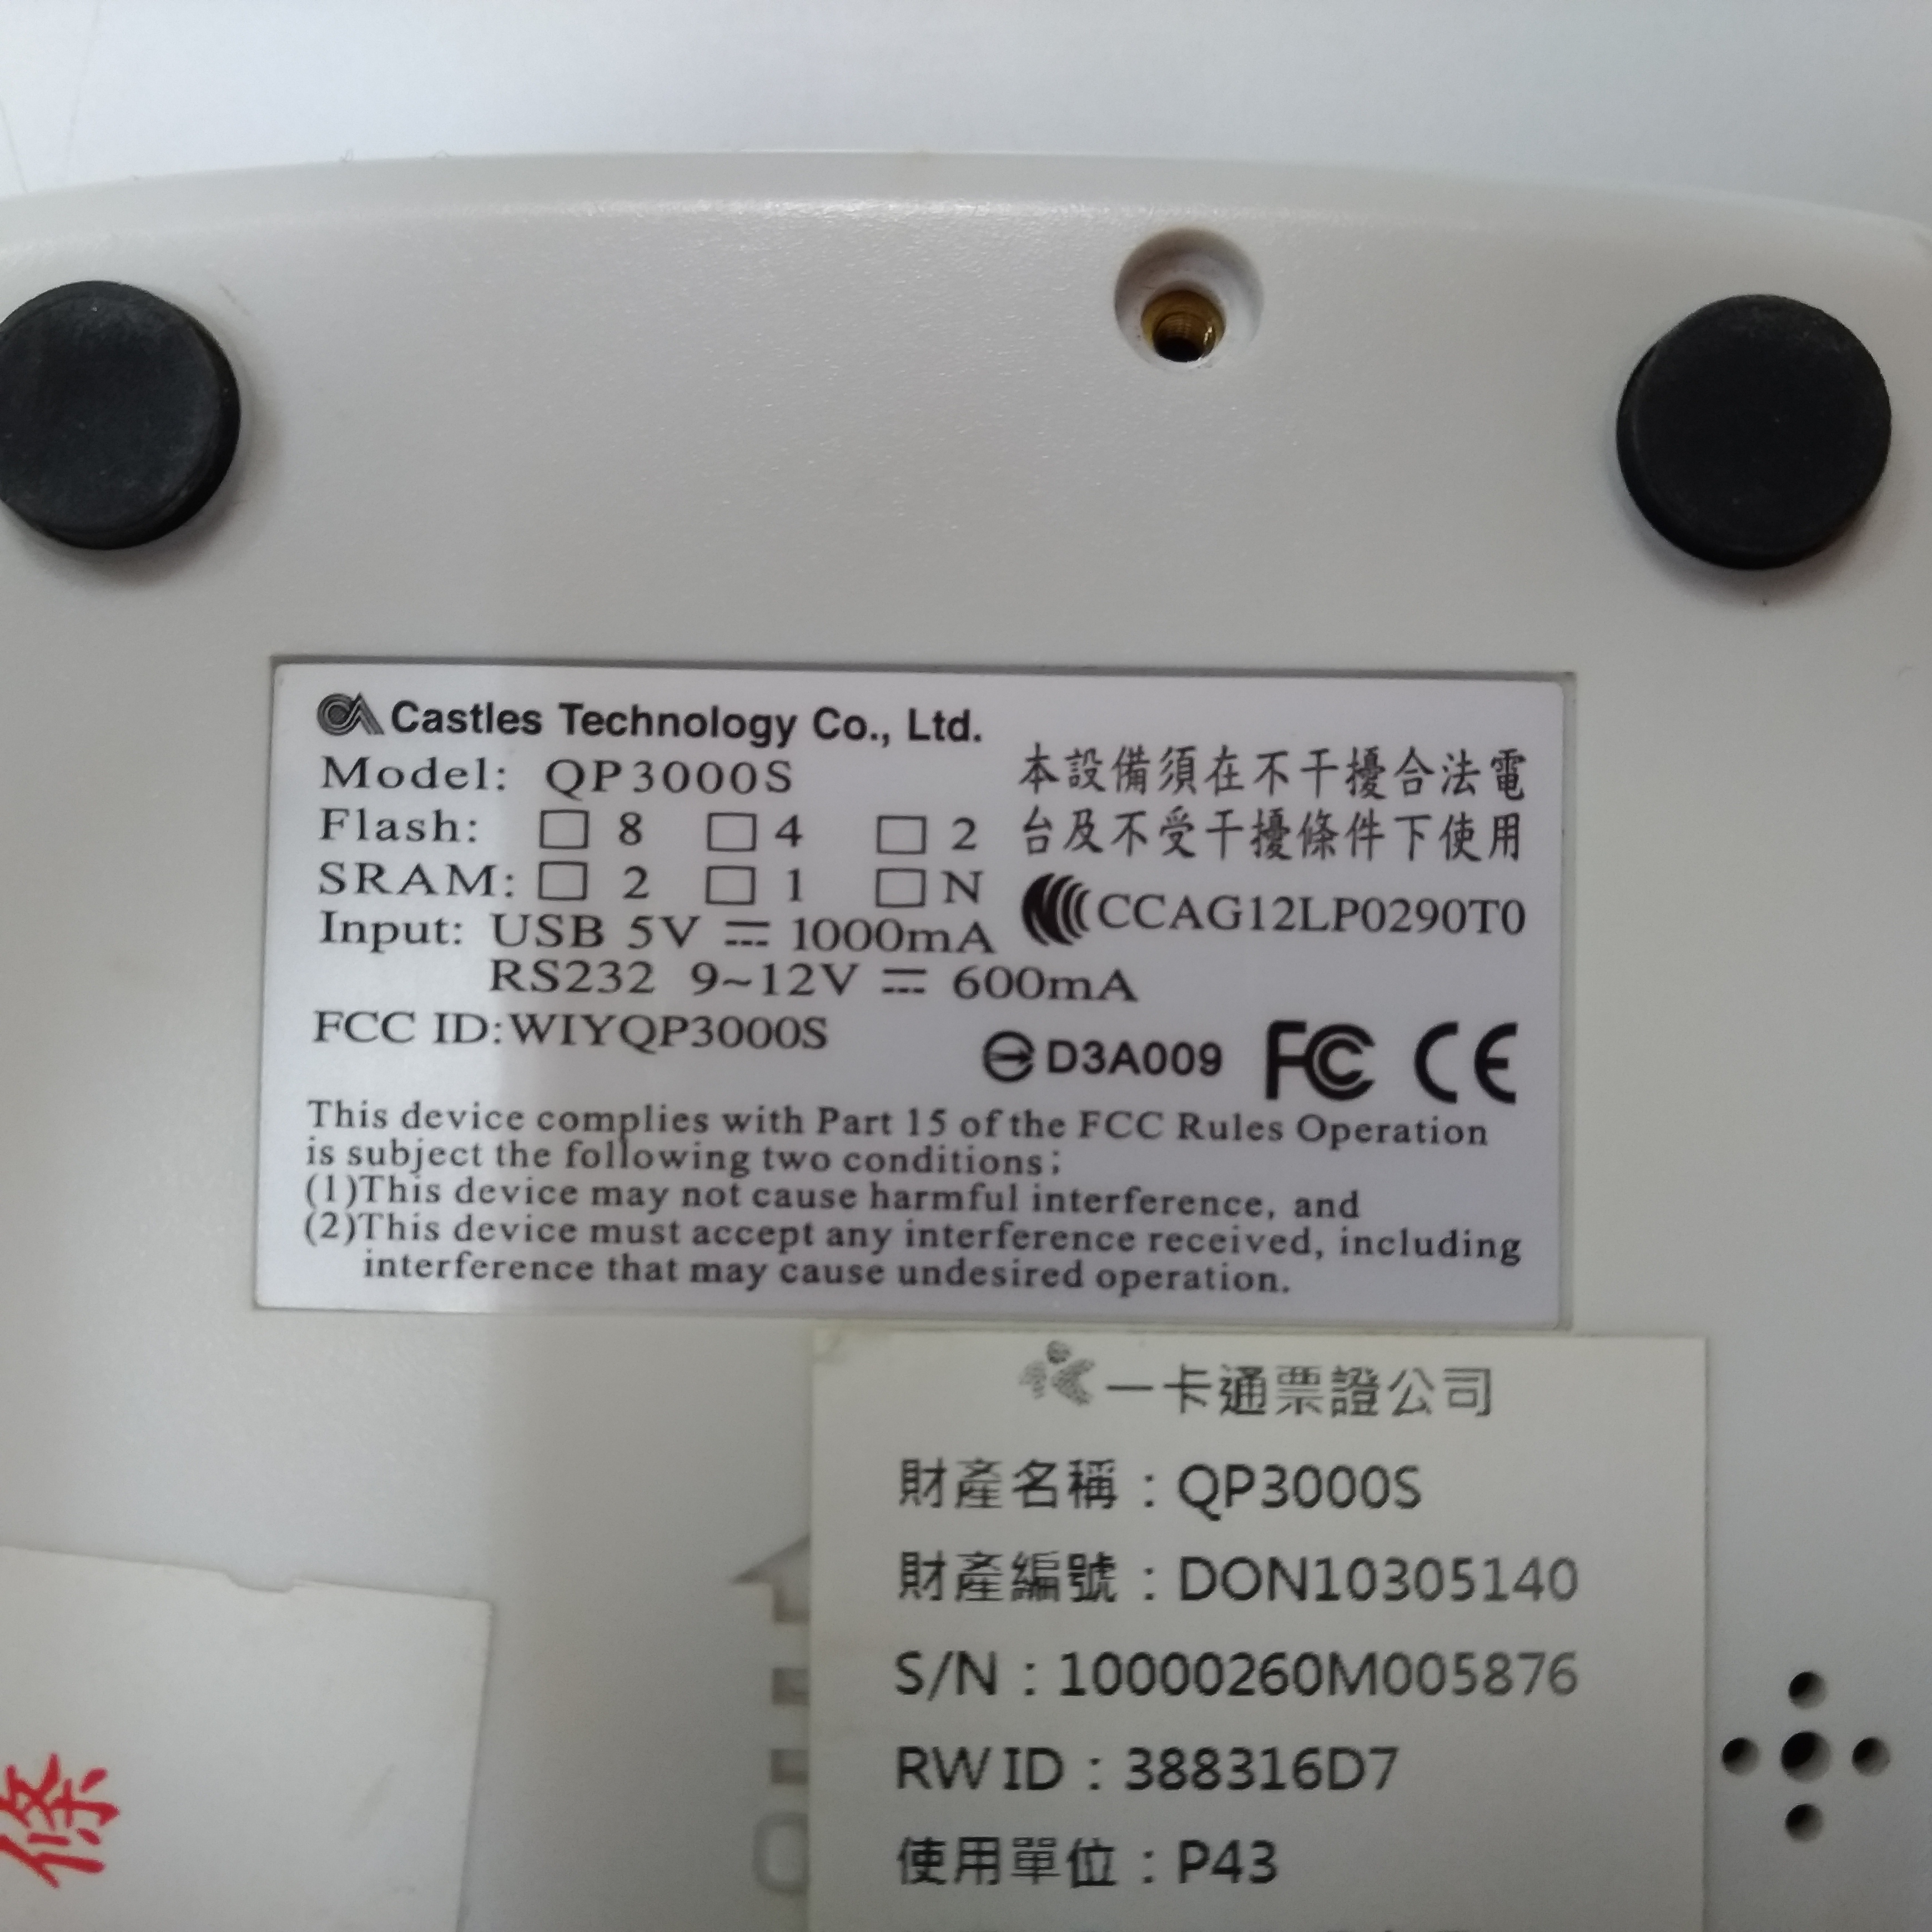 Castles Technology Co., Ltd.
Model: QP3000S
Flash: □ 8 □ 4 □ 2
SRAM: □ 2 □ 1 □ N
Input: USB 5V ⎓ 1000mA
RS232 9~12V ⎓ 600mA
FCC ID:WIYQP3000S
本設備須在不干擾合法電
台及不受干擾條件下使用
CCAG12LP0290T0
D3A009 FC CE
This device complies with Part 15 of the FCC Rules Operation
is subject the following two conditions;
(1)This device may not cause harmful interference, and
(2)This device must accept any interference received, including
interference that may cause undesired operation.
一卡通票證公司
財產名稱：QP3000S
財產編號：DON10305140
S/N：10000260M005876
RW ID：388316D7
使用單位：P43
條